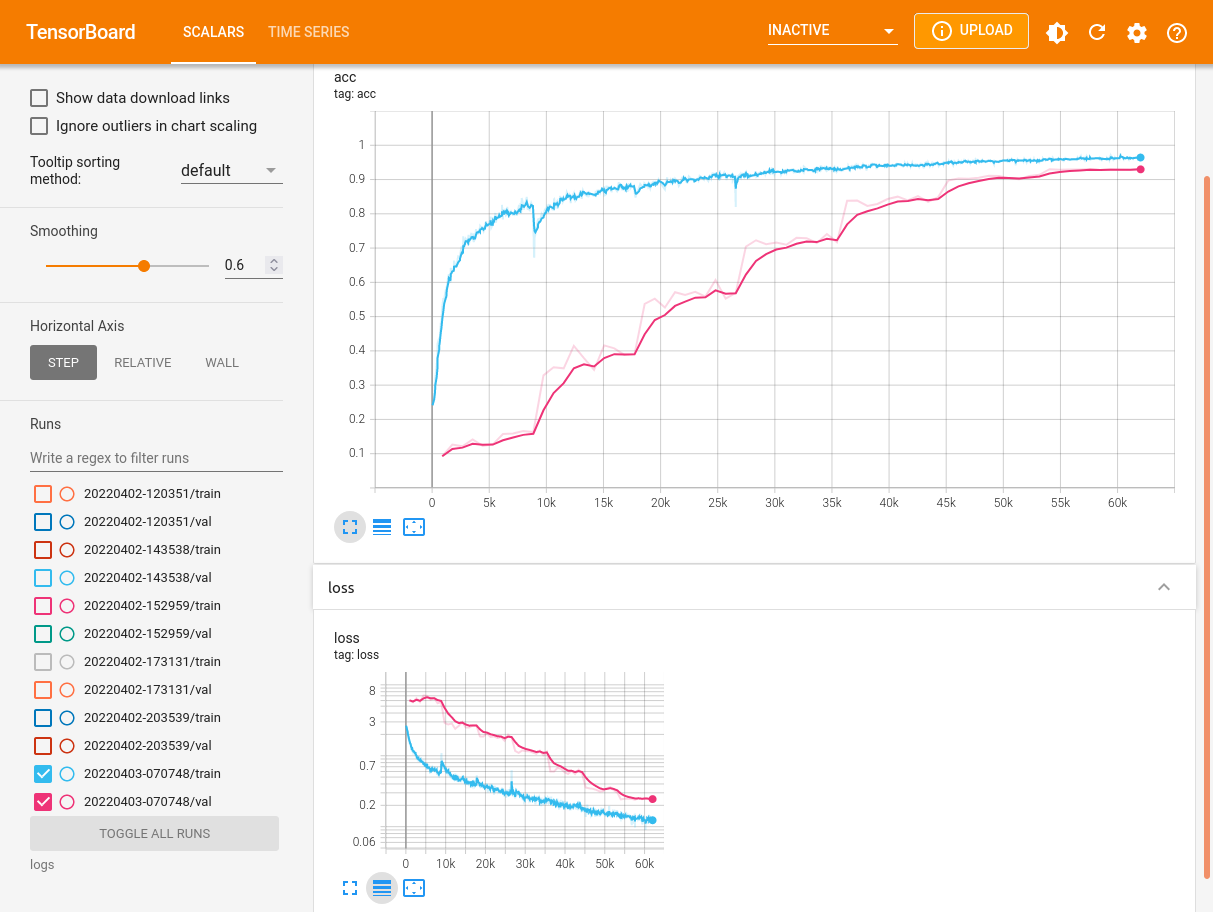 TensorBoard
SCALARS
TIME SERIES
INACTIVE
UPLOAD
Show data download links
Ignore outliers in chart scaling
Tooltip sorting
method:
default
Smoothing
0.6
Horizontal Axis
STEP
RELATIVE
WALL
Runs
Write a regex to filter runs
20220402-120351/train
20220402-120351/val
20220402-143538/train
20220402-143538/val
20220402-152959/train
20220402-152959/val
20220402-173131/train
20220402-173131/val
20220402-203539/train
20220402-203539/val
20220403-070748/train
20220403-070748/val
TOGGLE ALL RUNS
logs
acc
tag: acc
1
0.9
0.8
0.7
0.6
0.5
0.4
0.3
0.2
0.1
0 5k 10k 15k 20k 25k 30k 35k 40k 45k 50k 55k 60k
loss
loss
tag: loss
8
3
0.7
0.2
0.06
0 10k 20k 30k 40k 50k 60k